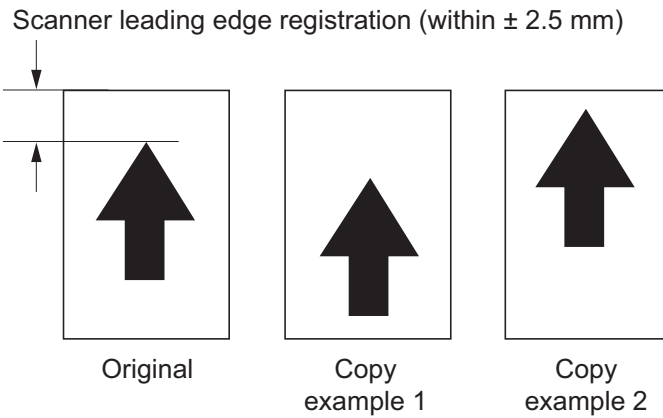 Scanner leading edge registration (within ± 2.5 mm)
Original
Copy
example 1
Copy
example 2